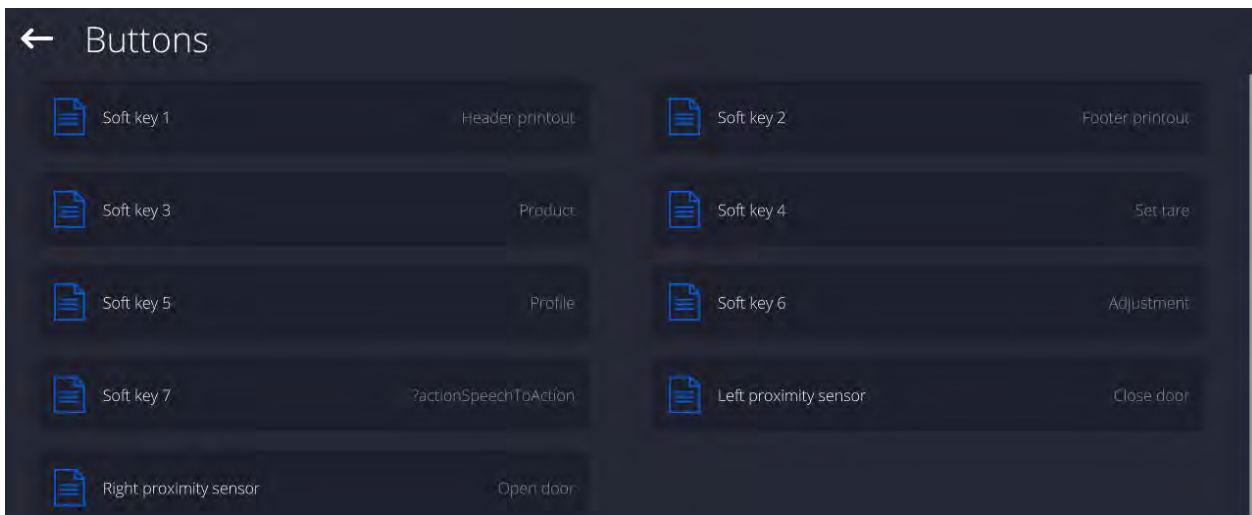 Buttons
Soft key 1 Header printout
Soft key 2 Footer printout
Soft key 3 Product
Soft key 4 Set tare
Soft key 5 Profile
Soft key 6 Adjustment
Soft key 7 ?actionSpeechToAction
Left proximity sensor Close door
Right proximity sensor Open door